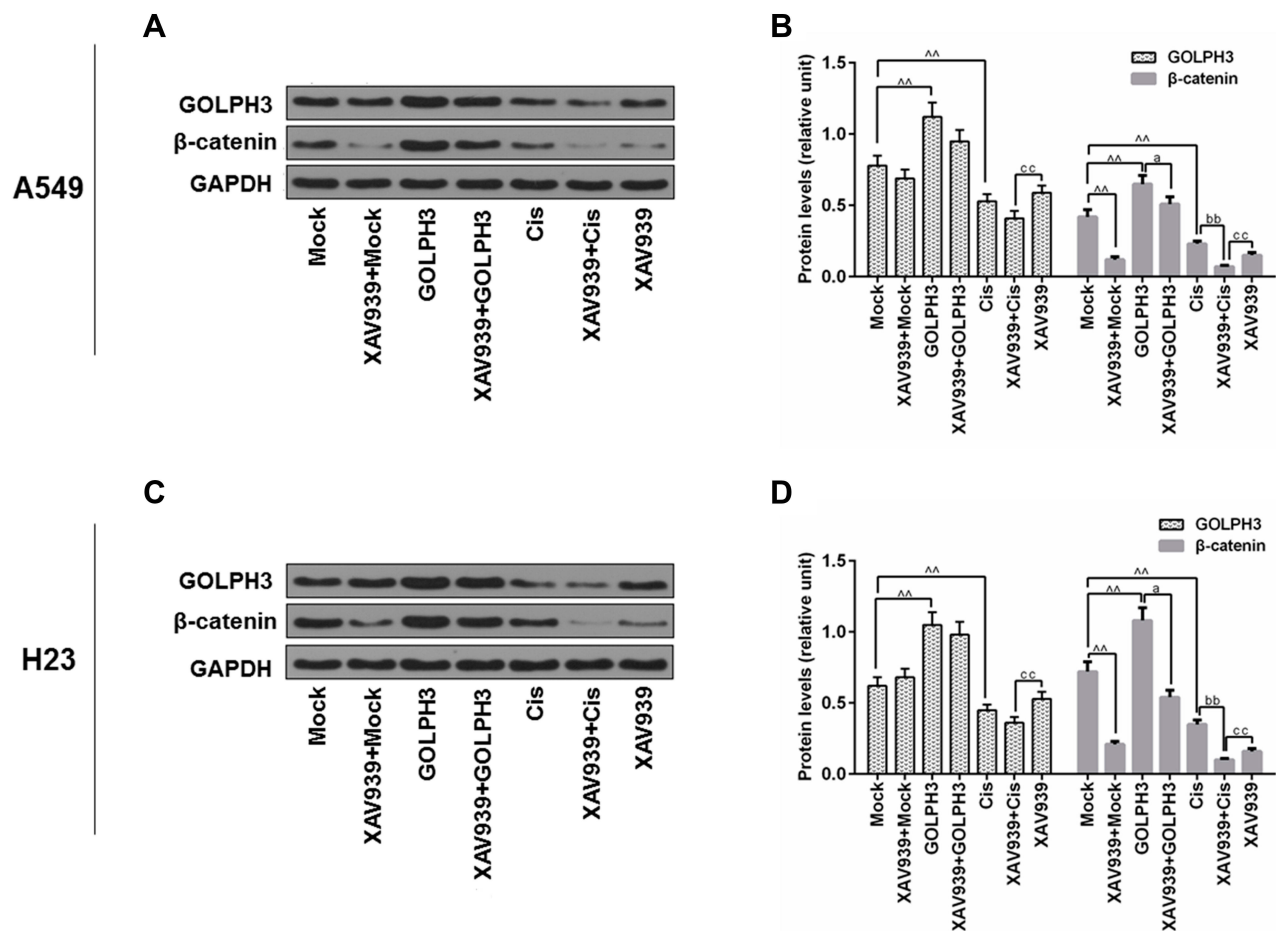 A
A549
GOLPH3
β-catenin
GAPDH
Mock
XAV939+Mock
GOLPH3
XAV939+GOLPH3
Cis
XAV939+Cis
XAV939
B
GOLPH3
β-catenin
Protein levels (relative unit)
1.5
1.0
0.5
0.0
^^
^^
cc
^^
^^
a
^^
bb
cc
Mock
XAV939+Mock
GOLPH3
XAV939+GOLPH3
Cis
XAV939+Cis
XAV939
Mock
XAV939+Mock
GOLPH3
XAV939+GOLPH3
Cis
XAV939+Cis
XAV939
C
H23
GOLPH3
β-catenin
GAPDH
Mock
XAV939+Mock
GOLPH3
XAV939+GOLPH3
Cis
XAV939+Cis
XAV939
D
GOLPH3
β-catenin
Protein levels (relative unit)
1.5
1.0
0.5
0.0
^^
^^
cc
^^
^^
a
^^
bb
cc
Mock
XAV939+Mock
GOLPH3
XAV939+GOLPH3
Cis
XAV939+Cis
XAV939
Mock
XAV939+Mock
GOLPH3
XAV939+GOLPH3
Cis
XAV939+Cis
XAV939